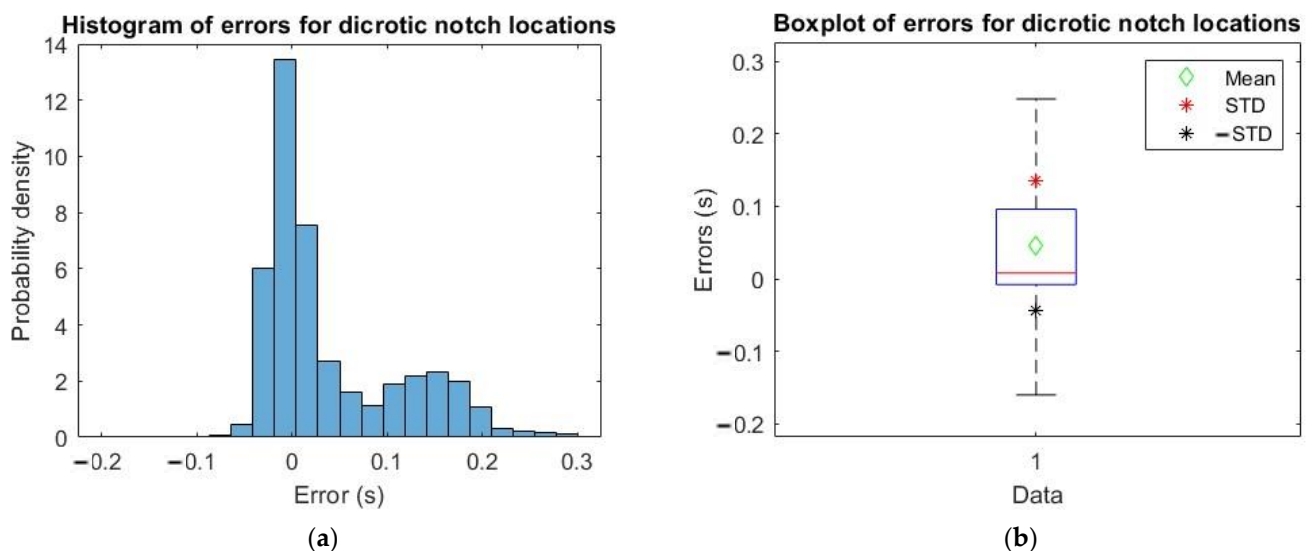 Histogram of errors for dicrotic notch locations
14
12
10
8
6
4
2
0
Probability density
−0.2
−0.1
0
0.1
0.2
0.3
Error (s)
(a)
Boxplot of errors for dicrotic notch locations
0.3
0.2
0.1
0
−0.1
−0.2
Errors (s)
Mean
STD
−STD
1
Data
(b)